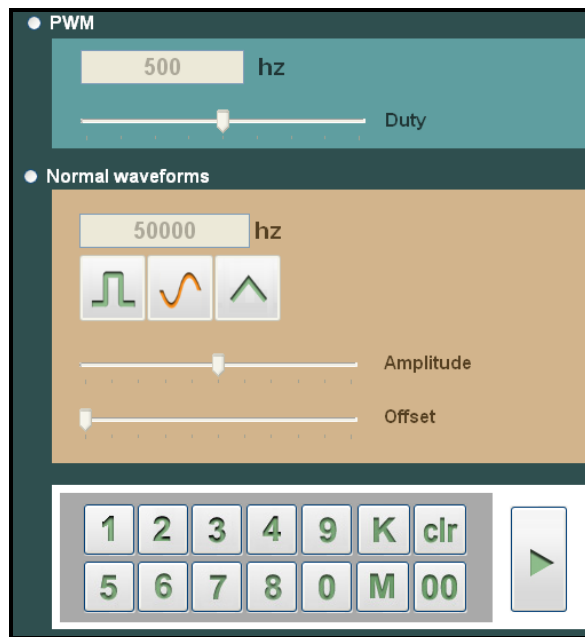 PWM
500 hz
Duty
Normal waveforms
50000 hz
Amplitude
Offset
1 2 3 4 9 K clr
5 6 7 8 0 M 00